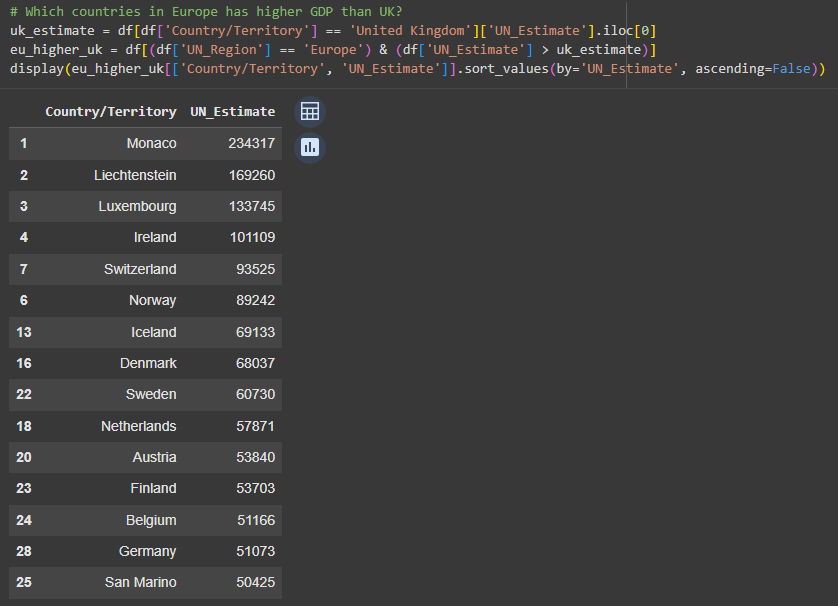 # Which countries in Europe has higher GDP than UK?
uk_estimate = df[df['Country/Territory'] == 'United Kingdom']['UN_Estimate'].iloc[0]
eu_higher_uk = df[(df['UN_Region'] == 'Europe') & (df['UN_Estimate'] > uk_estimate)]
display(eu_higher_uk[['Country/Territory', 'UN_Estimate']].sort_values(by='UN_Estimate', ascending=False))
Country/Territory UN_Estimate
1 Monaco 234317
2 Liechtenstein 169260
3 Luxembourg 133745
4 Ireland 101109
7 Switzerland 93525
6 Norway 89242
13 Iceland 69133
16 Denmark 68037
22 Sweden 60730
18 Netherlands 57871
20 Austria 53840
23 Finland 53703
24 Belgium 51166
28 Germany 51073
25 San Marino 50425